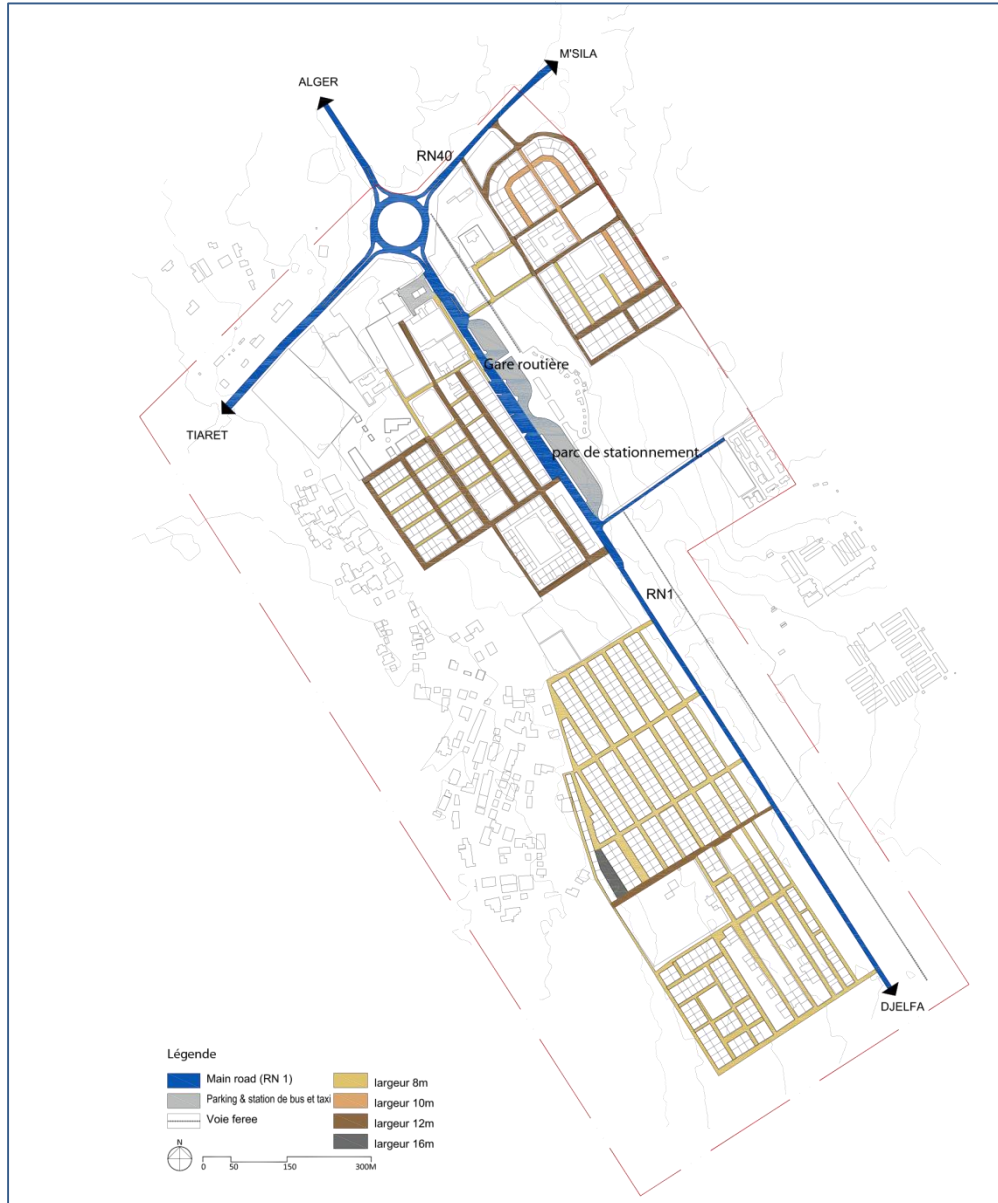 M'SILA
ALGER
RN40
Gare routière
TIARET
parc de stationnement
RN1
DJELFA
Légende
Main road (RN 1)
Parking & station de bus et taxi
Voie feree
largeur 8m
largeur 10m
largeur 12m
largeur 16m
N
0 50 150 300M